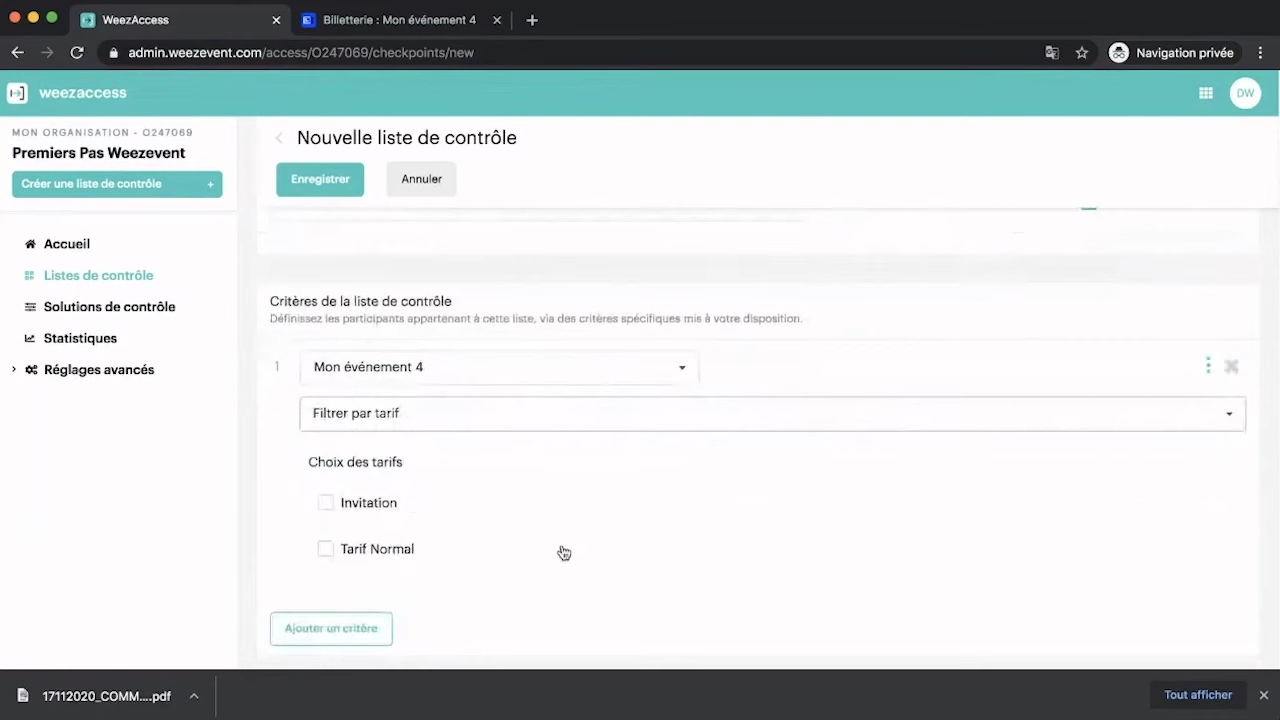 WeezAccess
Billetterie : Mon événement 4
admin.weezevent.com/access/O247069/checkpoints/new
Navigation privée
weezaccess
DW
MON ORGANISATION - O247069
Premiers Pas Weezevent
Créer une liste de contrôle +
Accueil
Listes de contrôle
Solutions de contrôle
Statistiques
Réglages avancés
Nouvelle liste de contrôle
Enregistrer
Annuler
Critères de la liste de contrôle
Définissez les participants appartenant à cette liste, via des critères spécifiques mis à votre disposition.
1
Mon événement 4
Filtrer par tarif
Choix des tarifs
Invitation
Tarif Normal
Ajouter un critère
17112020_COMM....pdf
Tout afficher